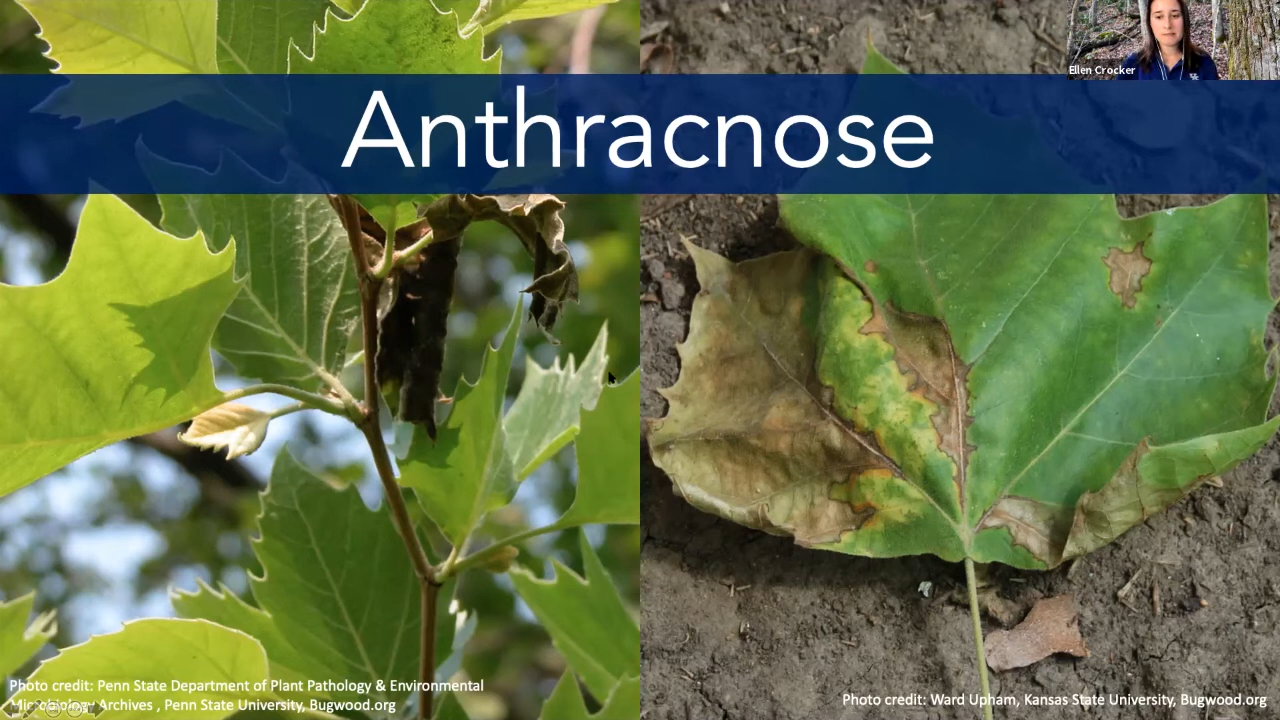 Ellen Crocker
Anthracnose
Photo credit: Penn State Department of Plant Pathology & Environmental
Microbiology Archives , Penn State University, Bugwood.org
Photo credit: Ward Upham, Kansas State University, Bugwood.org